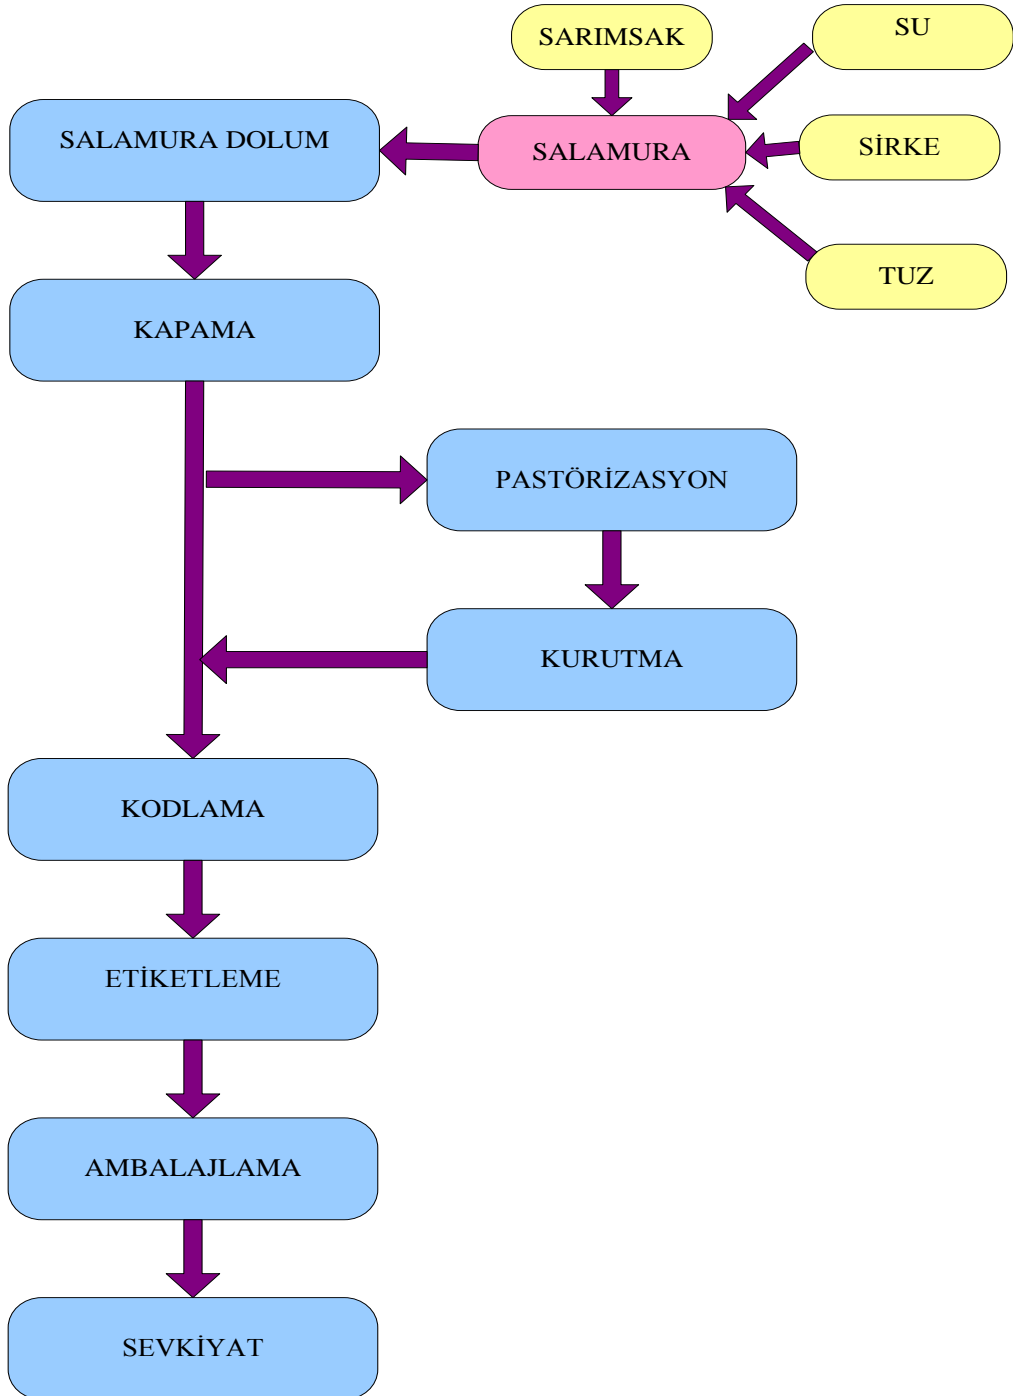 SARIMSAK
SU
SALAMURA DOLUM
SALAMURA
SİRKE
TUZ
KAPAMA
PASTÖRİZASYON
KURUTMA
KODLAMA
ETİKETLEME
AMBALAJLAMA
SEVKİYAT